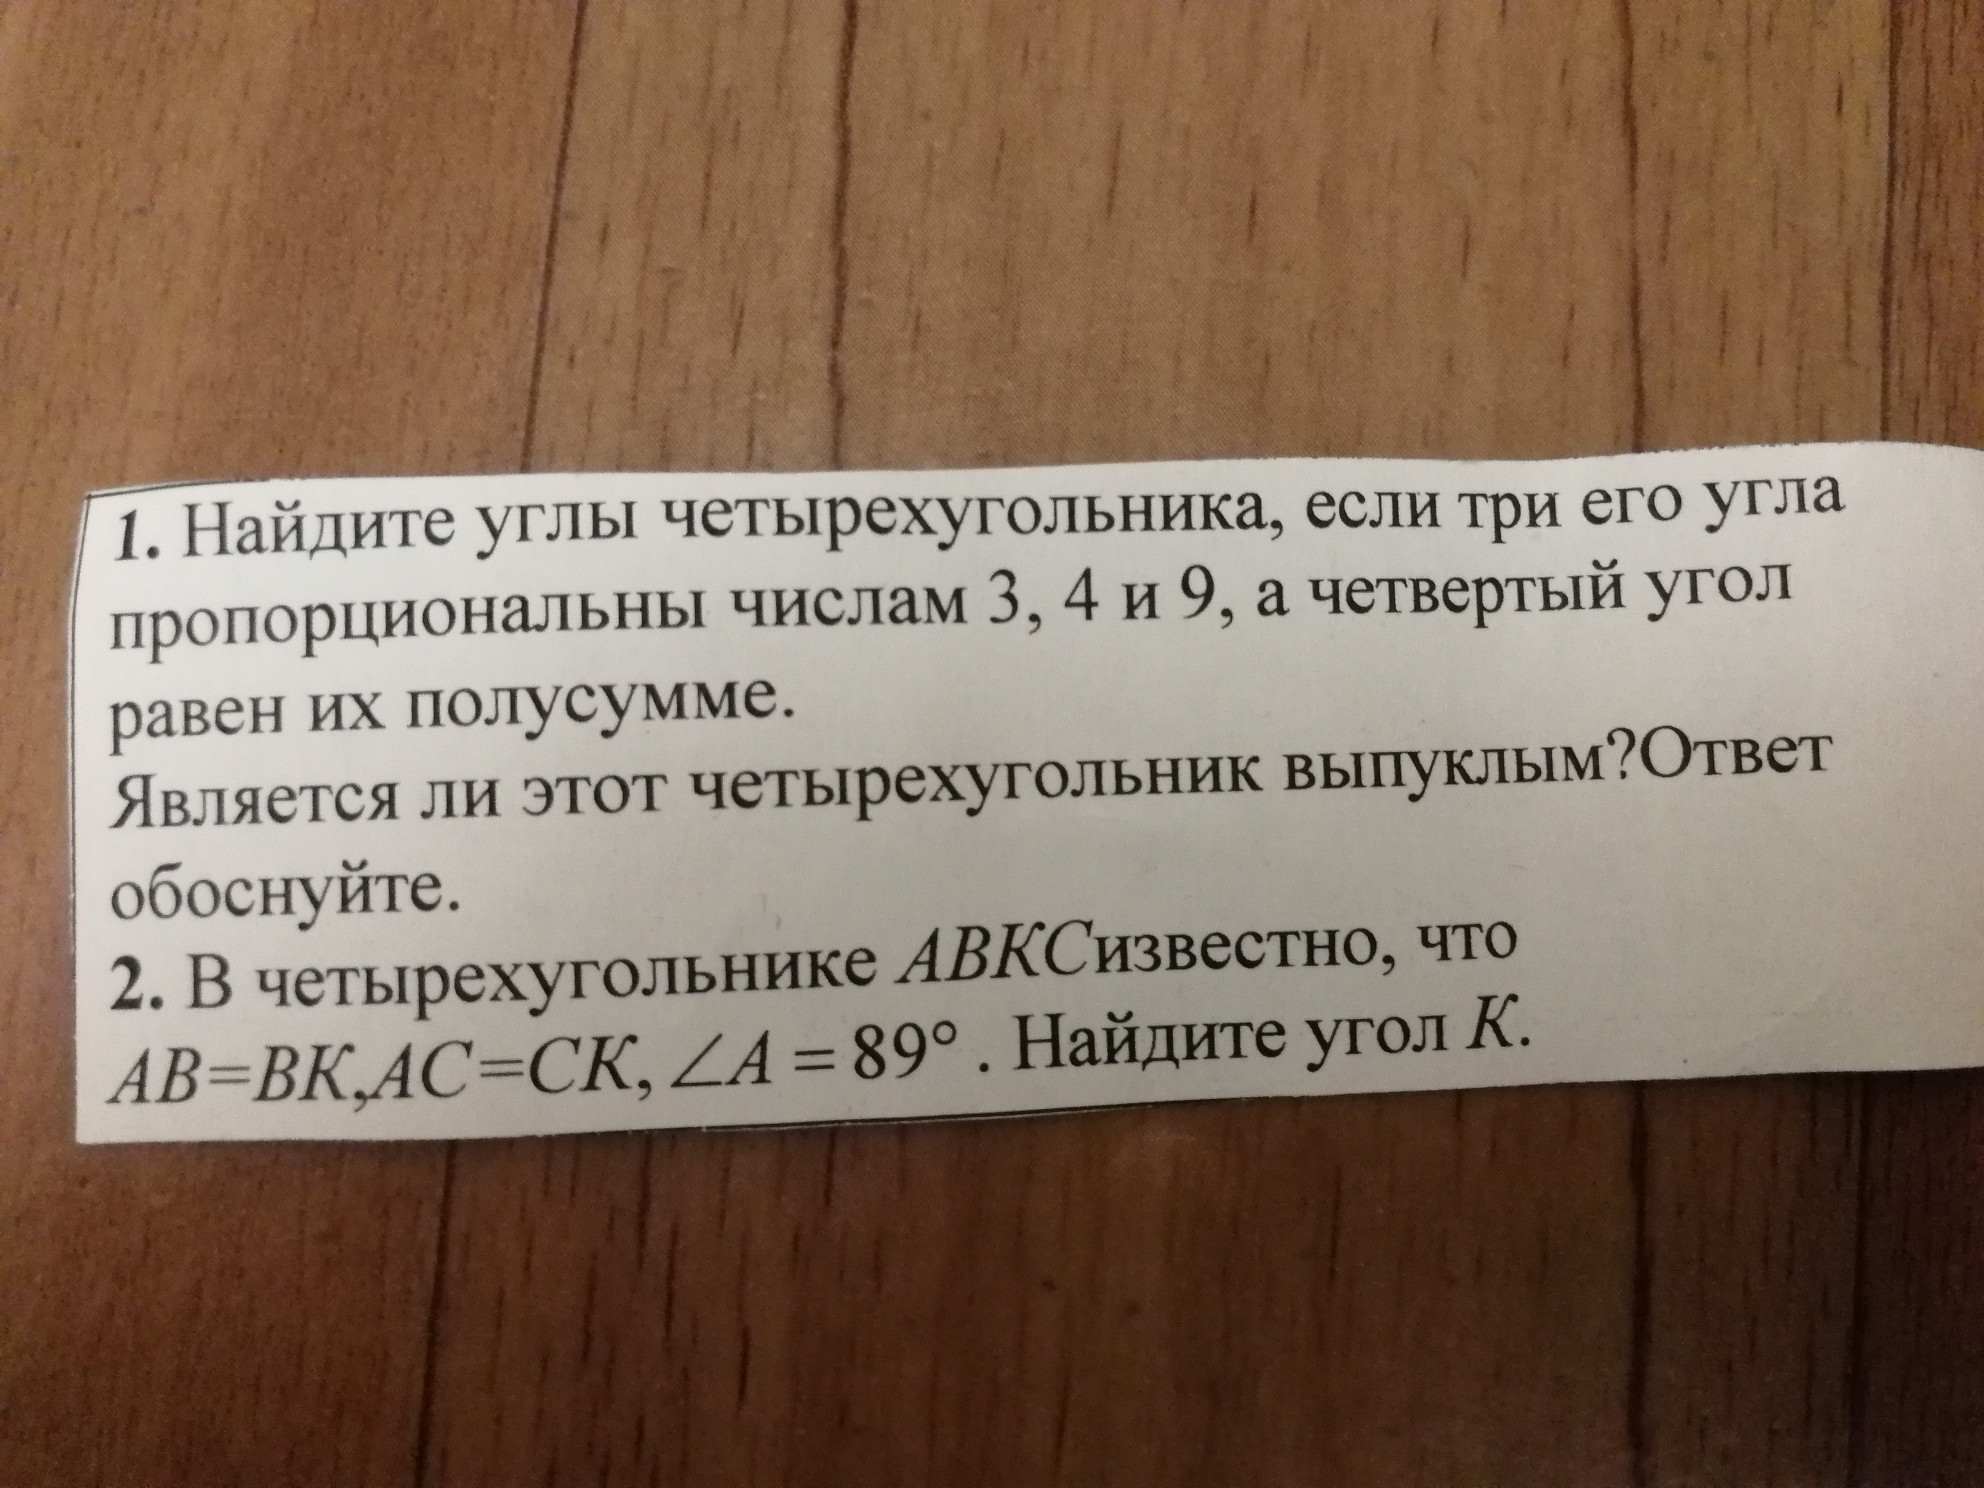 1. Найдите углы четырехугольника, если три его угла
пропорциональны числам 3, 4 и 9, а четвертый угол
равен их полусумме.
Является ли этот четырехугольник выпуклым?Ответ
обоснуйте.
2. В четырехугольнике ABKCизвестно, что
AB=BK,AC=CK, ∠A = 89° . Найдите угол K.